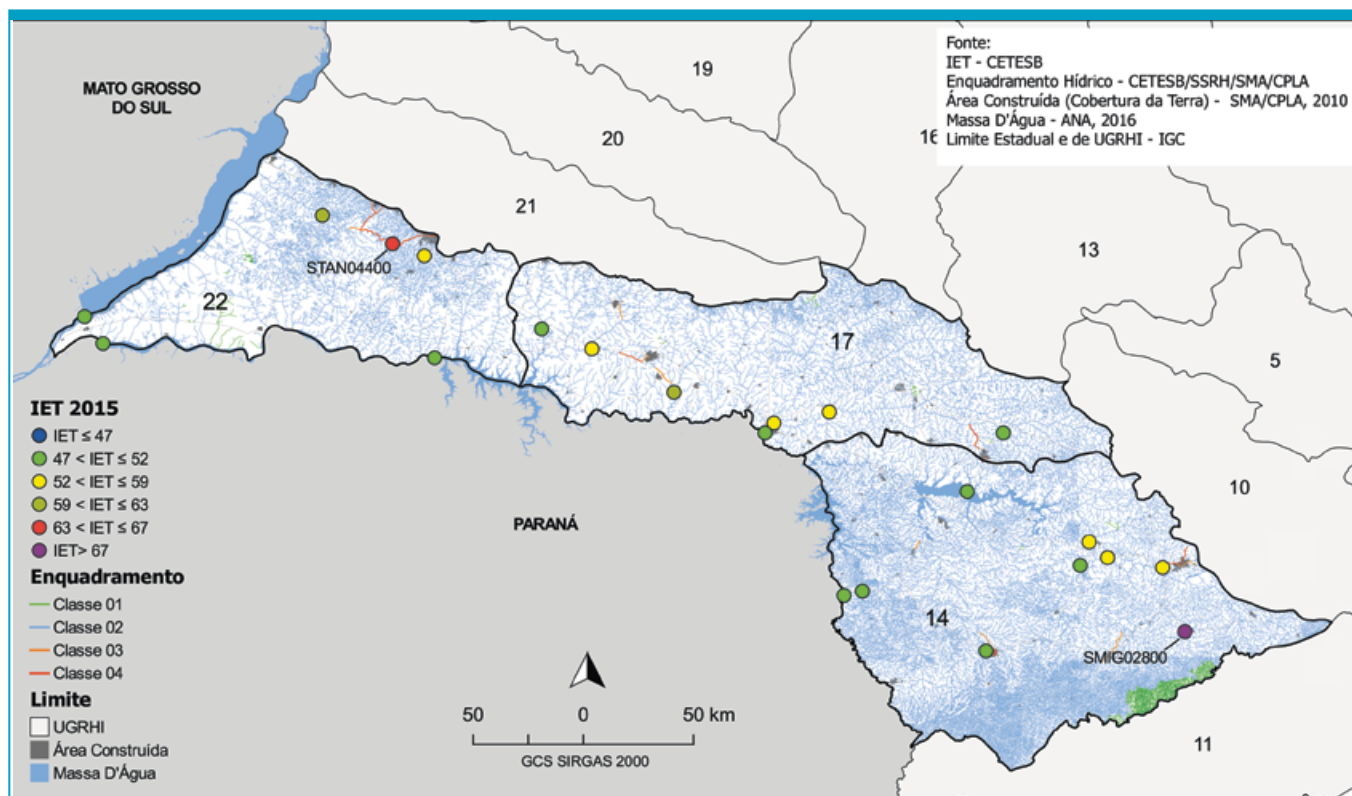 Fonte:
IET - CETESB
Enquadramento Hídrico - CETESB/SSRH/SMA/CPLA
Área Construída (Cobertura da Terra) - SMA/CPLA, 2010
Massa D'Água - ANA, 2016
Limite Estadual e de UGRHI - IGC
MATO GROSSO
DO SUL
19
20
16
21
13
STAN04400
22
17
5
10
PARANÁ
14
SMIG02800
11
IET 2015
IET ≤ 47
47 < IET ≤ 52
52 < IET ≤ 59
59 < IET ≤ 63
63 < IET ≤ 67
IET> 67
Enquadramento
Classe 01
Classe 02
Classe 03
Classe 04
Limite
UGRHI
Área Construída
Massa D'Água
50 0 50 km
GCS SIRGAS 2000